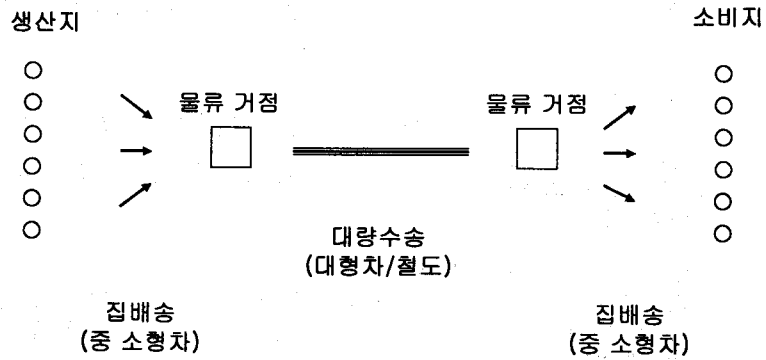 생산지
소비지
물류 거점
물류 거점
대량수송
(대형차/철도)
집배송
(중 소형차)
집배송
(중 소형차)